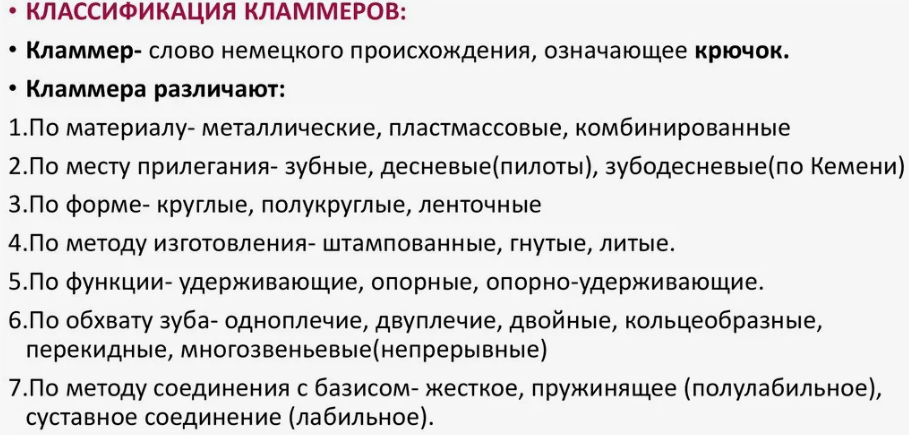 • КЛАССИФИКАЦИЯ КЛАММЕРОВ:
• Кламмер- слово немецкого происхождения, означающее крючок.
• Кламмера различают:
1.По материалу- металлические, пластмассовые, комбинированные
2.По месту прилегания- зубные, десневые(пилоты), зубодесневые(по Кемени)
3.По форме- круглые, полукруглые, ленточные
4.По методу изготовления- штампованные, гнутые, литые.
5.По функции- удерживающие, опорные, опорно-удерживающие.
6.По обхвату зуба- одноплечие, двуплечие, двойные, кольцеобразные,
перекидные, многозвеньевые(непрерывные)
7.По методу соединения с базисом- жесткое, пружинящее (полулабильное),
суставное соединение (лабильное).